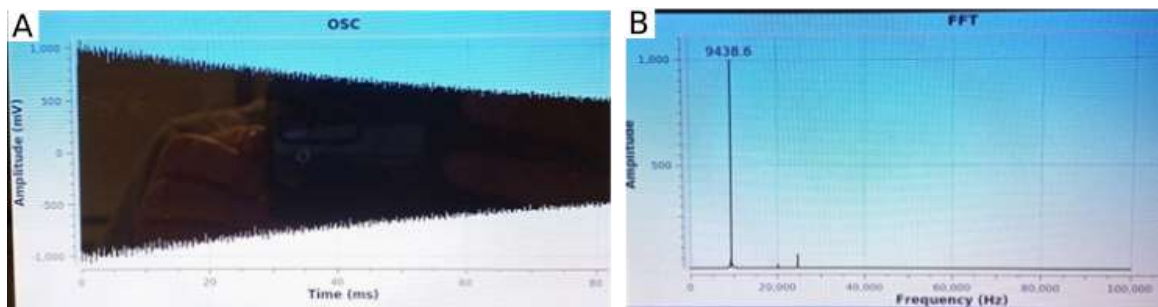 A
OSC
Amplitude (mV)
1,000
500
0
-500
-1,000
0
20
40
60
80
Time (ms)
B
FFT
9438.6
Amplitude
1,000
500
0
20,000
40,000
60,000
80,000
100,000
Frequency (Hz)